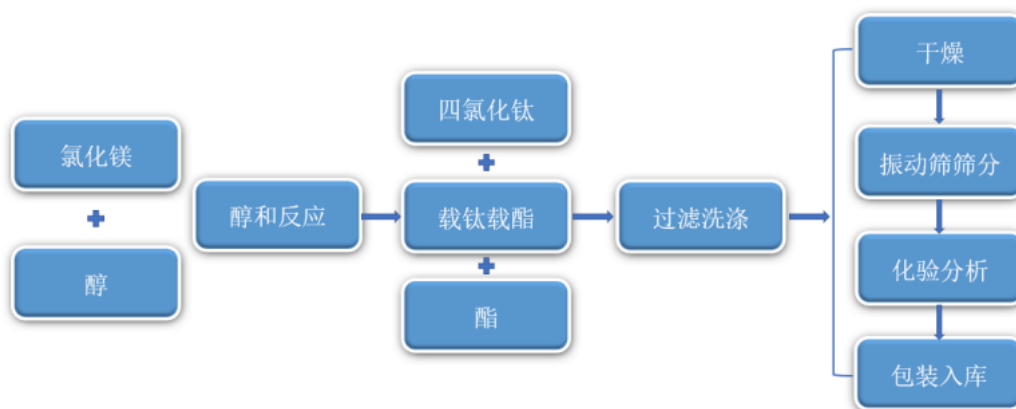 氯化镁
醇
醇和反应
四氯化钛
载钛载酯
酯
过滤洗涤
干燥
振动筛筛分
化验分析
包装入库